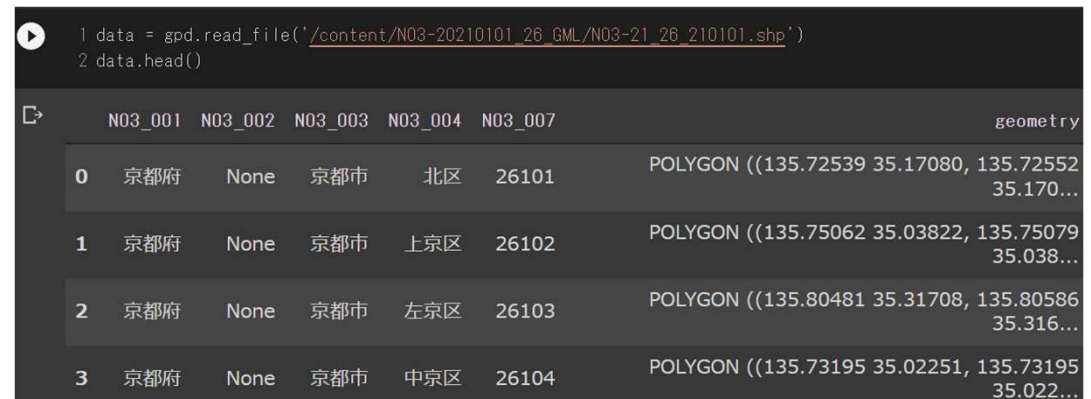 1 data = gpd.read_file('/content/N03-20210101_26_GML/N03-21_26_210101.shp')
2 data.head()
N03_001 N03_002 N03_003 N03_004 N03_007 geometry
0 京都府 None 京都市 北区 26101 POLYGON ((135.72539 35.17080, 135.72552
35.170...
1 京都府 None 京都市 上京区 26102 POLYGON ((135.75062 35.03822, 135.75079
35.038...
2 京都府 None 京都市 左京区 26103 POLYGON ((135.80481 35.31708, 135.80586
35.316...
3 京都府 None 京都市 中京区 26104 POLYGON ((135.73195 35.02251, 135.73195
35.022...